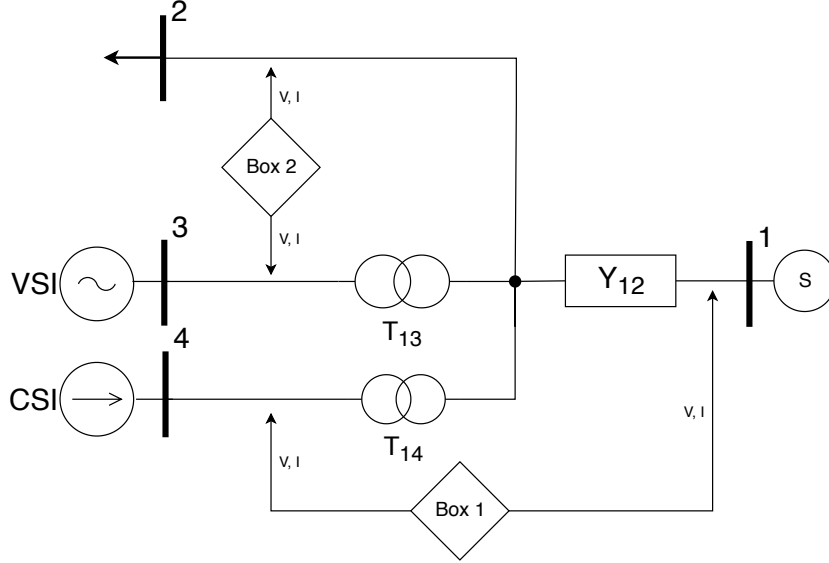 2
V, I
Box 2
V, I
3
VSI
T13
Y12
1
S
4
CSI
T14
V, I
V, I
Box 1